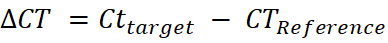 ΔCT = Ct_target − CT_Reference